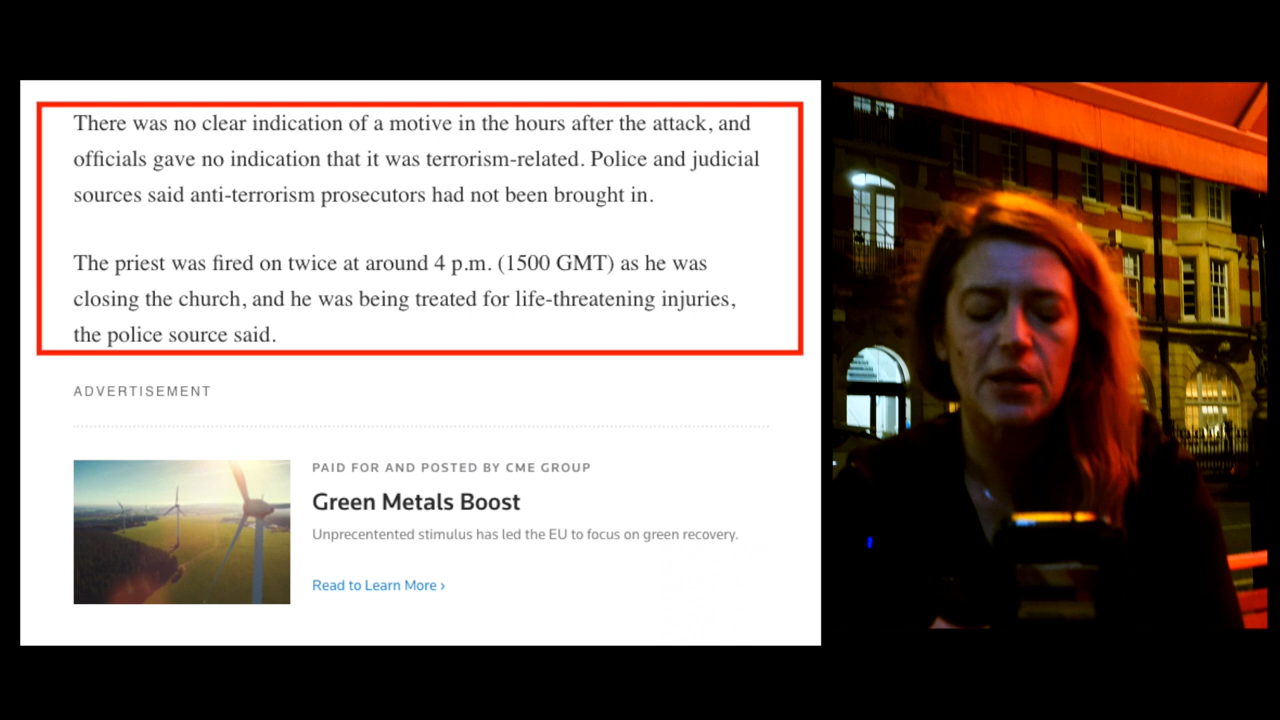 There was no clear indication of a motive in the hours after the attack, and
officials gave no indication that it was terrorism-related. Police and judicial
sources said anti-terrorism prosecutors had not been brought in.
The priest was fired on twice at around 4 p.m. (1500 GMT) as he was
closing the church, and he was being treated for life-threatening injuries,
the police source said.
ADVERTISEMENT
PAID FOR AND POSTED BY CME GROUP
Green Metals Boost
Unprecentented stimulus has led the EU to focus on green recovery.
Read to Learn More ›